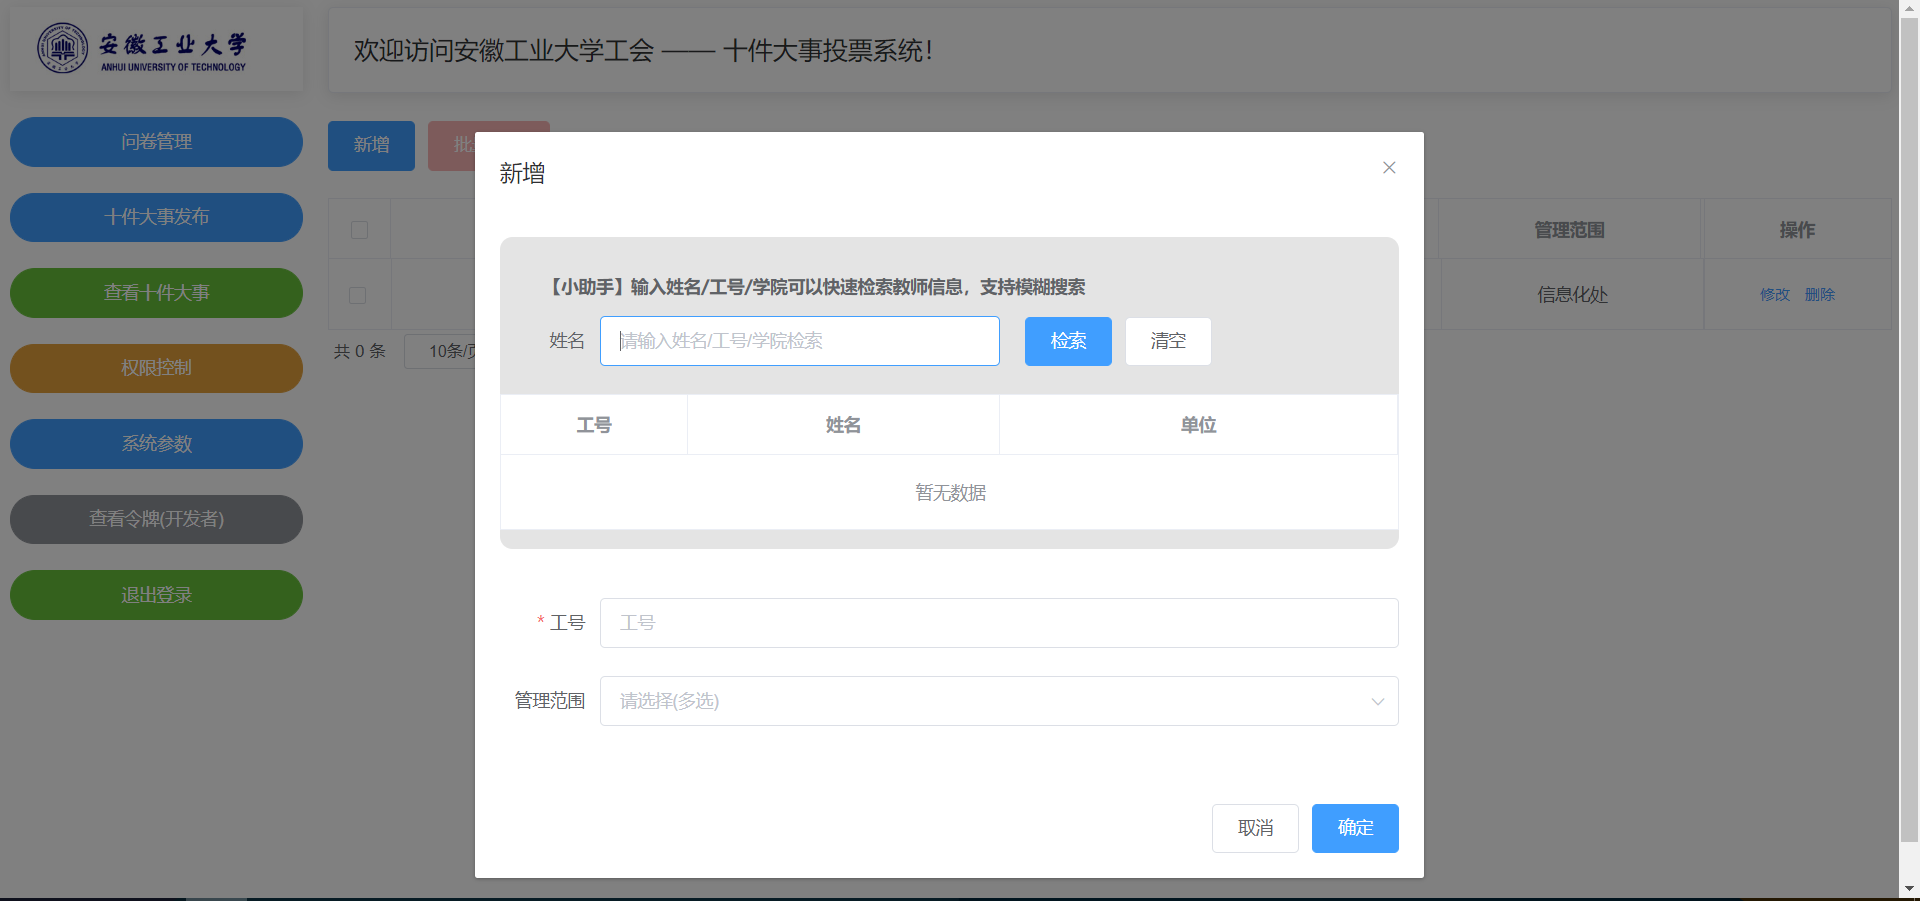 安徽工业大学
ANHUI UNIVERSITY OF TECHNOLOGY
欢迎访问安徽工业大学工会 —— 十件大事投票系统!
问卷管理
十件大事发布
查看十件大事
权限控制
系统参数
查看令牌(开发者)
退出登录
新增
管理范围
操作
信息化处
修改
删除
共 0 条
10条/页
新增
【小助手】输入姓名/工号/学院可以快速检索教师信息，支持模糊搜索
姓名
请输入姓名/工号/学院检索
检索
清空
工号
姓名
单位
暂无数据
* 工号
工号
管理范围
请选择(多选)
取消
确定